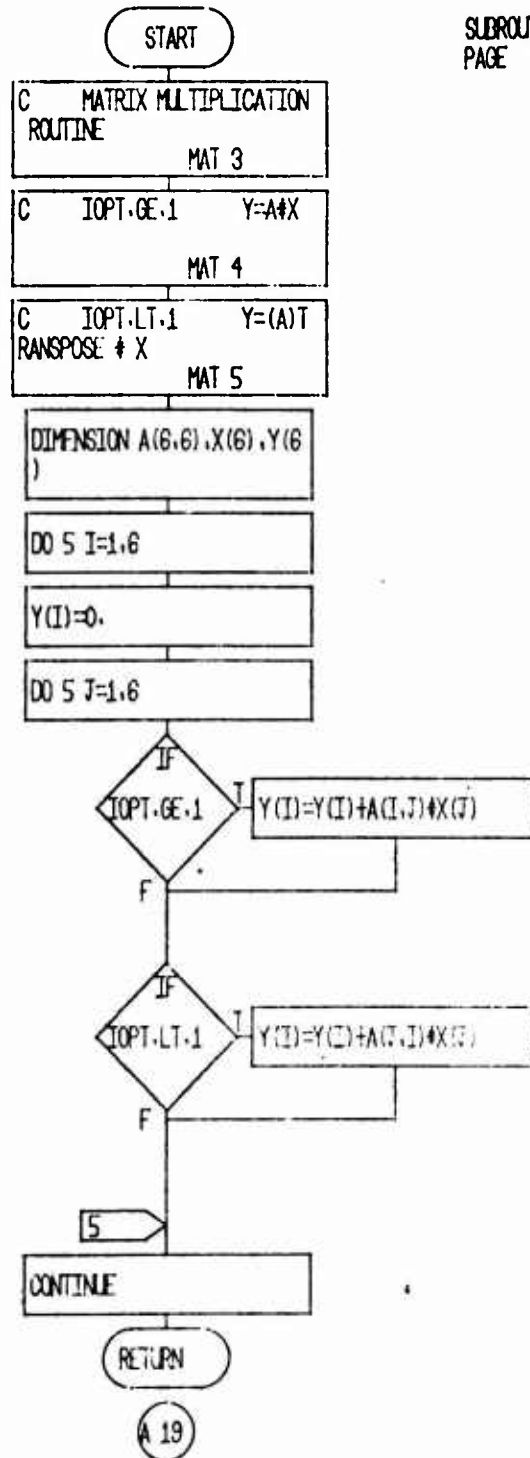 START
SUBROUT
PAGE
C MATRIX MULTIPLICATION
ROUTINE
MAT 3
C IOPT.GE.1 Y=A*X
MAT 4
C IOPT.LT.1 Y=(A)T
RANSPOSE * X
MAT 5
DIMENSION A(6,6),X(6),Y(6
)
DO 5 I=1,6
Y(I)=0.
DO 5 J=1,6
IF
IOPT.GE.1
T
Y(I)=Y(I)+A(I,J)*X(J)
F
IF
IOPT.LT.1
T
Y(I)=Y(I)+A(J,I)*X(J)
F
5
CONTINUE
RETURN
A 19